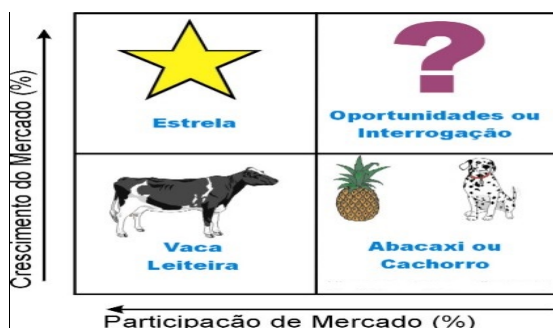 Crescimento do Mercado (%)
Estrela
Oportunidades ou
Interrogação
Vaca
Leiteira
Abacaxi ou
Cachorro
Participação de Mercado (%)